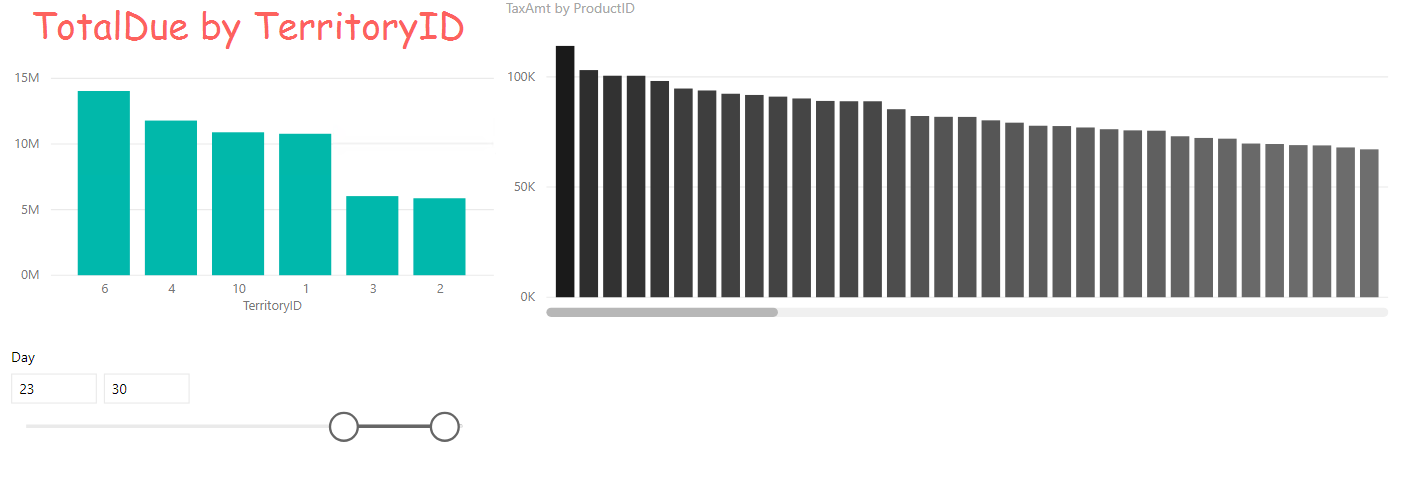 TotalDue by TerritoryID
15M
10M
5M
0M
6 4 10 1 3 2
TerritoryID
TaxAmt by ProductID
100K
50K
0K
Day
23 30